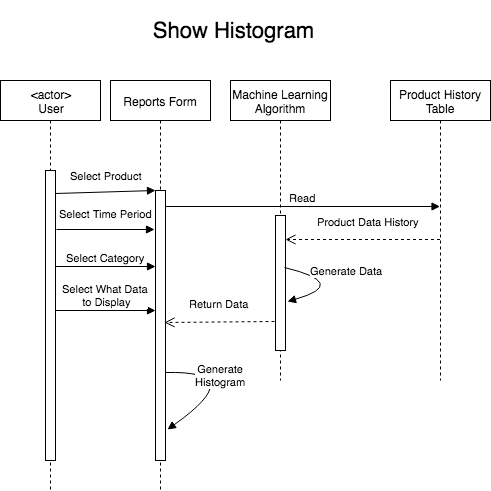 Show Histogram
<actor>
User
Reports Form
Machine Learning
Algorithm
Product History
Table
Select Product
Read
Select Time Period
Product Data History
Select Category
Generate Data
Select What Data
to Display
Return Data
Generate
Histogram